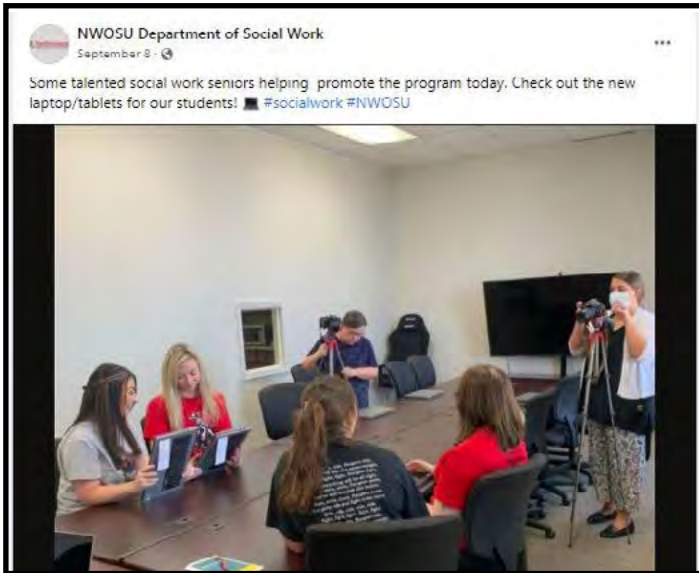 NWOSU Department of Social Work
September 8 ·
Some talented social work seniors helping promote the program today. Check out the new
laptop/tablets for our students! 💻 #socialwork #NWOSU